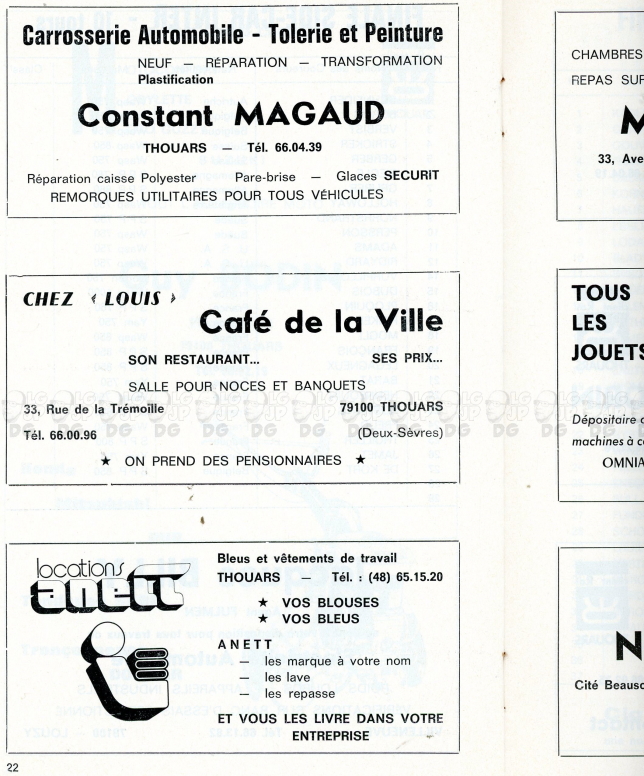 Carrosserie Automobile - Tolerie et Peinture
NEUF — RÉPARATION — TRANSFORMATION
Plastification
Constant MAGAUD
THOUARS — Tél. 66.04.39
Réparation caisse Polyester Pare-brise — Glaces SECURIT
REMORQUES UTILITAIRES POUR TOUS VÉHICULES
CHEZ « LOUIS »
Café de la Ville
SON RESTAURANT... SES PRIX...
SALLE POUR NOCES ET BANQUETS
33, Rue de la Trémoïlle 79100 THOUARS
Tél. 66.00.96 (Deux-Sèvres)
★ ON PREND DES PENSIONNAIRES ★
locations
anett
Bleus et vêtements de travail
THOUARS — Tél. : (48) 65.15.20
★ VOS BLOUSES
★ VOS BLEUS
ANETT
— les marque à votre nom
— les lave
— les repasse
ET VOUS LES LIVRE DANS VOTRE
ENTREPRISE
22
CHAMBRES
REPAS
33,
TOUS
LES
JOUETS
Dépositaire
machines à
OMNIA
Cité